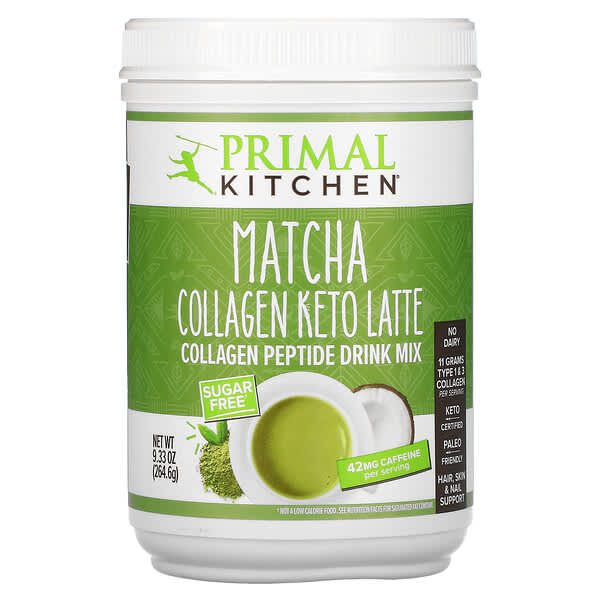 PRIMAL
KITCHEN®
MATCHA
COLLAGEN KETO LATTE
COLLAGEN PEPTIDE DRINK MIX
SUGAR
FREE*
NET WT
9.33 OZ
(264.6g)
42MG CAFFEINE
per serving
NO
DAIRY
11 GRAMS
TYPE 1 & 3
COLLAGEN
PER SERVING
KETO
CERTIFIED
PALEO
FRIENDLY
HAIR, SKIN
& NAIL
SUPPORT
* NOT A LOW CALORIE FOOD. SEE NUTRITION FACTS FOR SATURATED FAT CONTENT.